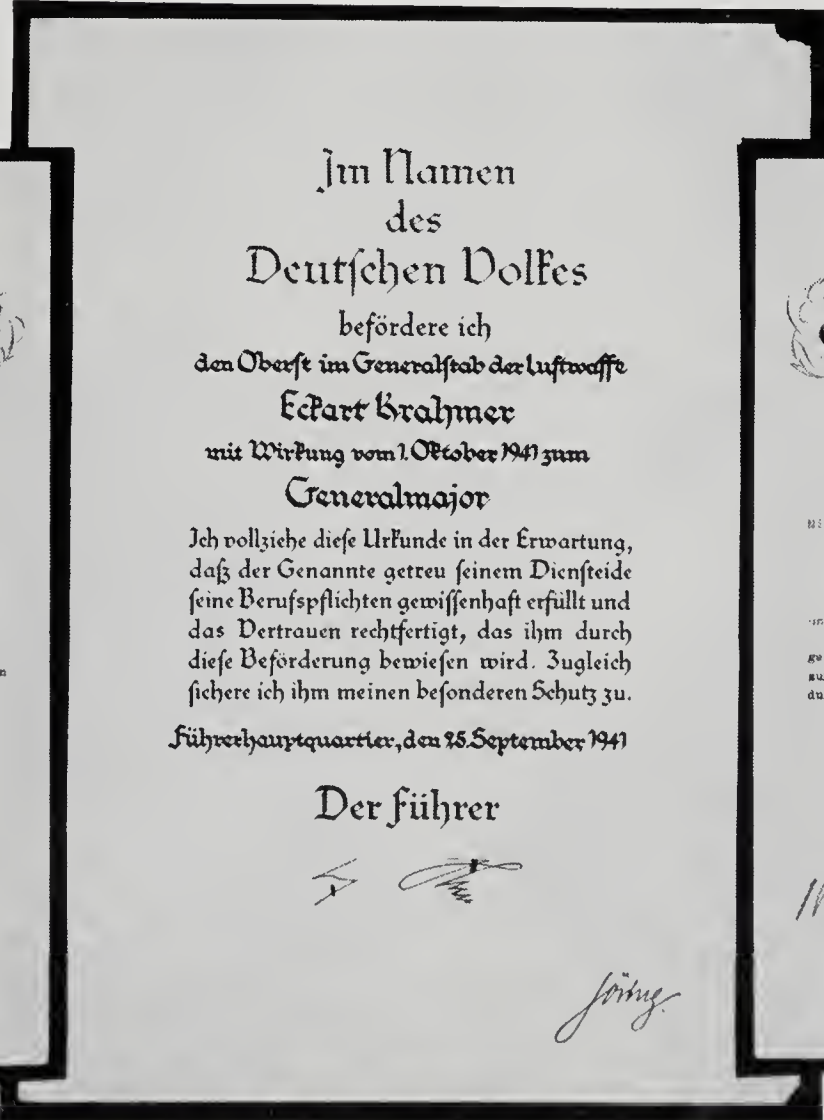 Im Namen
des
Deutschen Volkes
befördere ich
den Oberst im Generalstab der Luftwaffe
Eckart Krahmer
mit Wirkung vom 1. Oktober 1941 zum
Generalmajor
Ich vollziehe diese Urkunde in der Erwartung,
daß der Genannte getreu seinem Diensteide
seine Berufspflichten gewissenhaft erfüllt und
das Vertrauen rechtfertigt, das ihm durch
diese Beförderung bewiesen wird. Zugleich
sichere ich ihm meinen besonderen Schutz zu.
Führerhauptquartier, den 25. September 1941
Der Führer
Göring